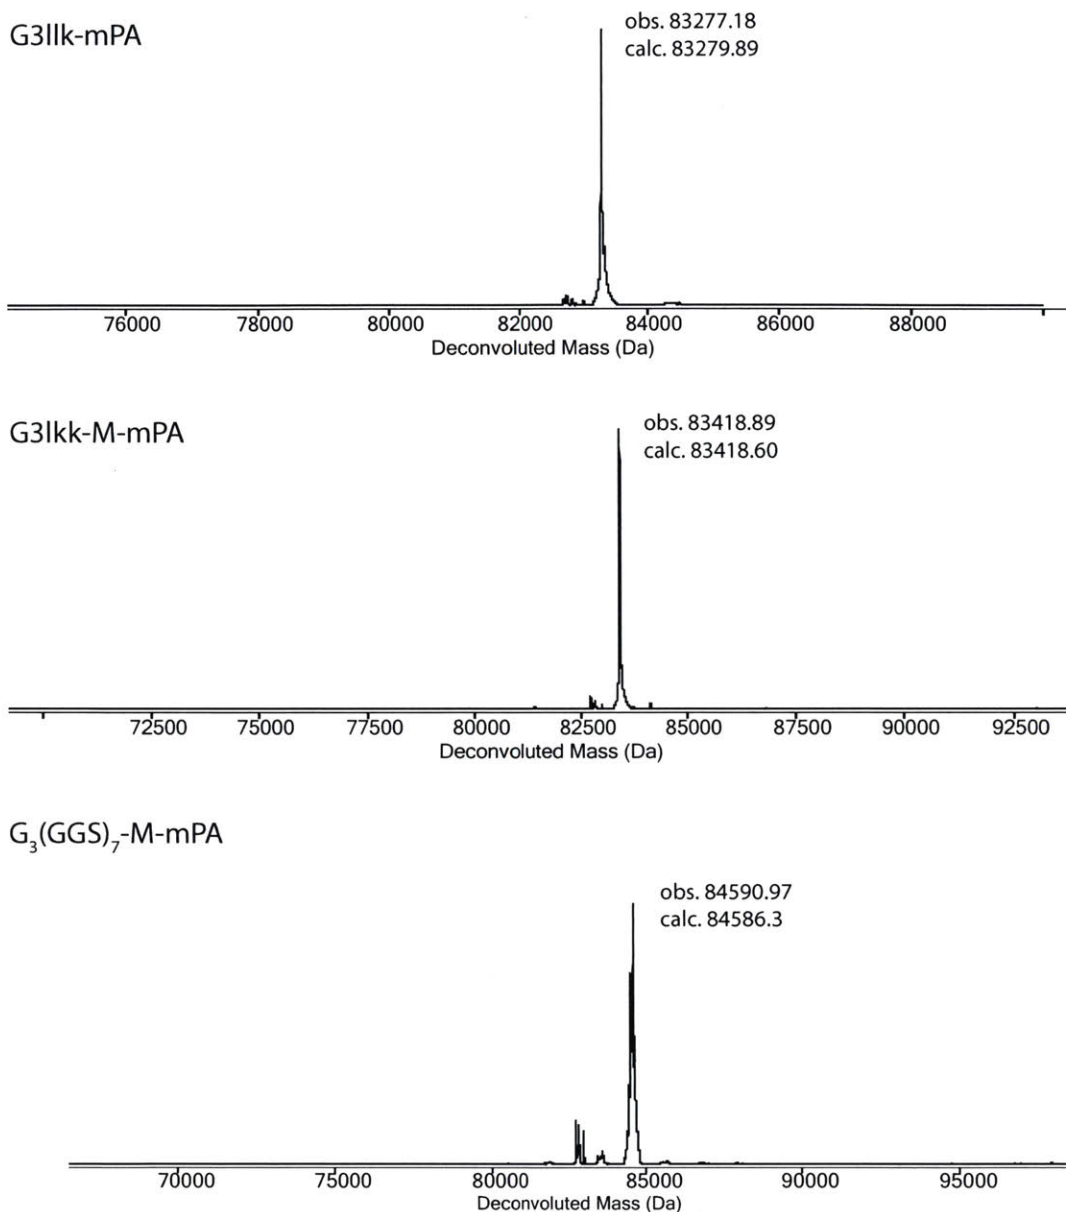 G3llk-mPA
obs. 83277.18
calc. 83279.89
76000 78000 80000 82000 84000 86000 88000
Deconvoluted Mass (Da)
G3lkk-M-mPA
obs. 83418.89
calc. 83418.60
72500 75000 77500 80000 82500 85000 87500 90000 92500
Deconvoluted Mass (Da)
G₃(GGS)₇-M-mPA
obs. 84590.97
calc. 84586.3
70000 75000 80000 85000 90000 95000
Deconvoluted Mass (Da)